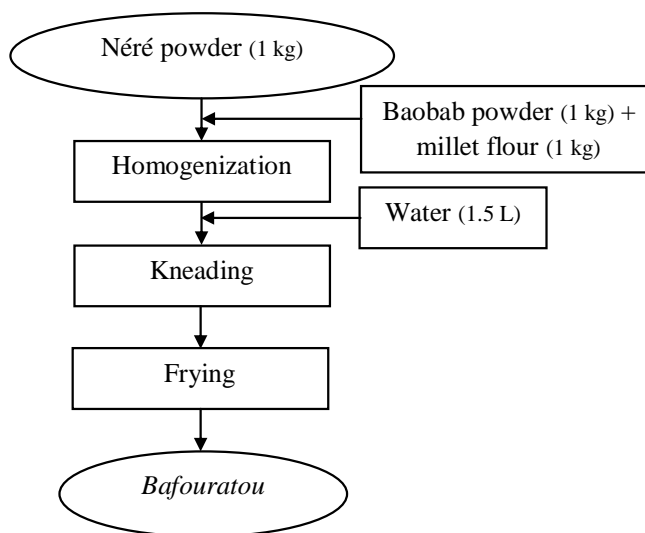 Néré powder (1 kg)
Baobab powder (1 kg) +
millet flour (1 kg)
Homogenization
Water (1.5 L)
Kneading
Frying
Bafouratou